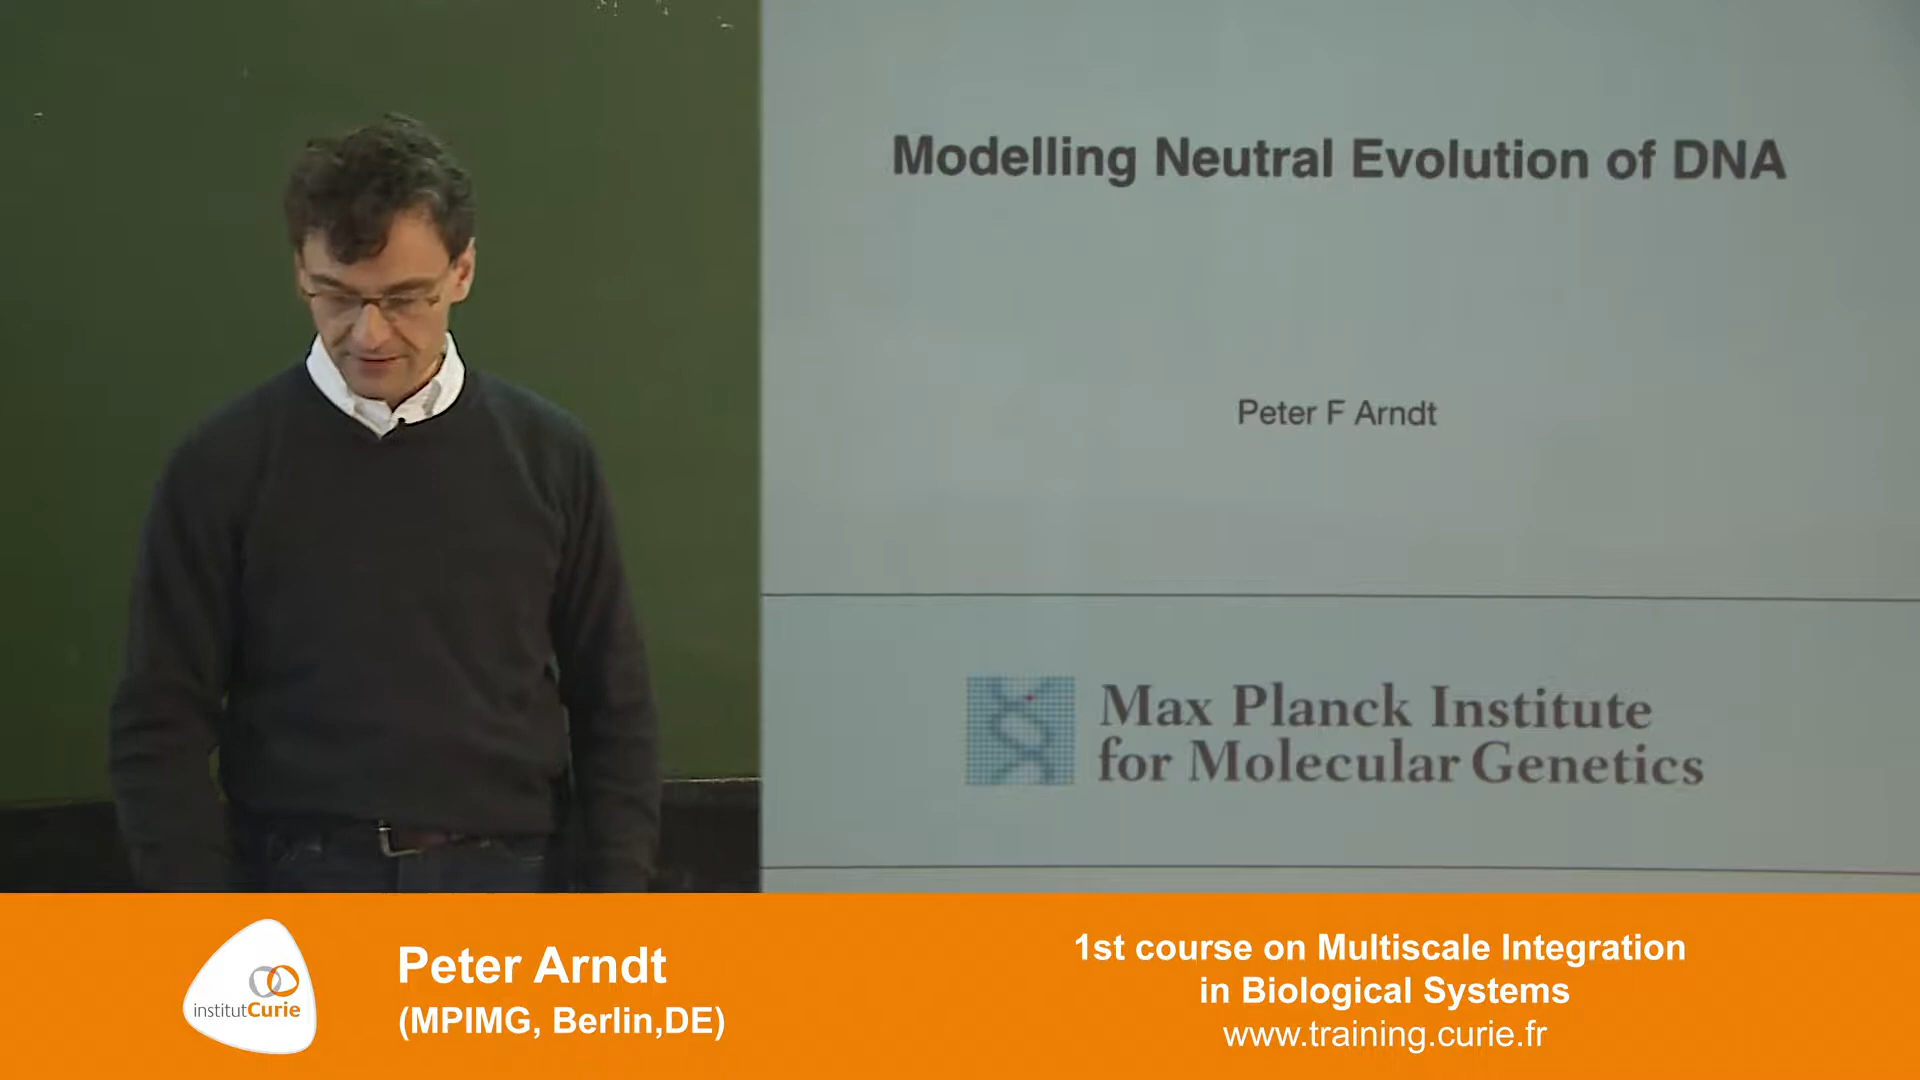 Modelling Neutral Evolution of DNA
Peter F Arndt
Max Planck Institute
for Molecular Genetics
institutCurie
Peter Arndt
(MPIMG, Berlin,DE)
1st course on Multiscale Integration
in Biological Systems
www.training.curie.fr